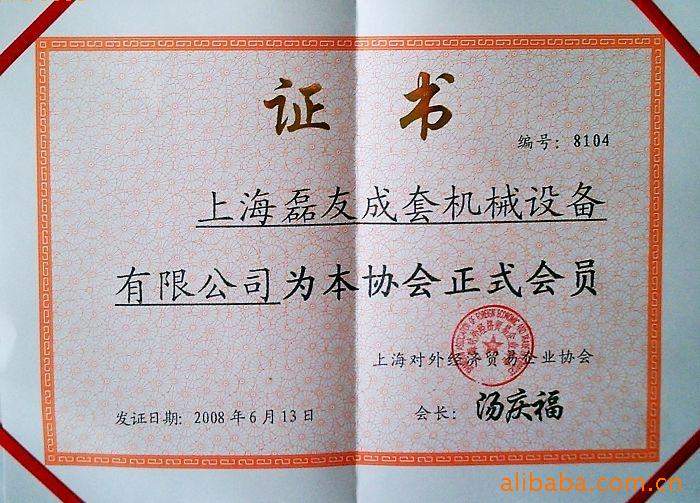 证 书
编号: 8104
上海磊友成套机械设备
有限公司为本协会正式会员
上海对外经济贸易企业协会
发证日期: 2008年6月13日
会长: 汤庆福
alibaba.com.cn